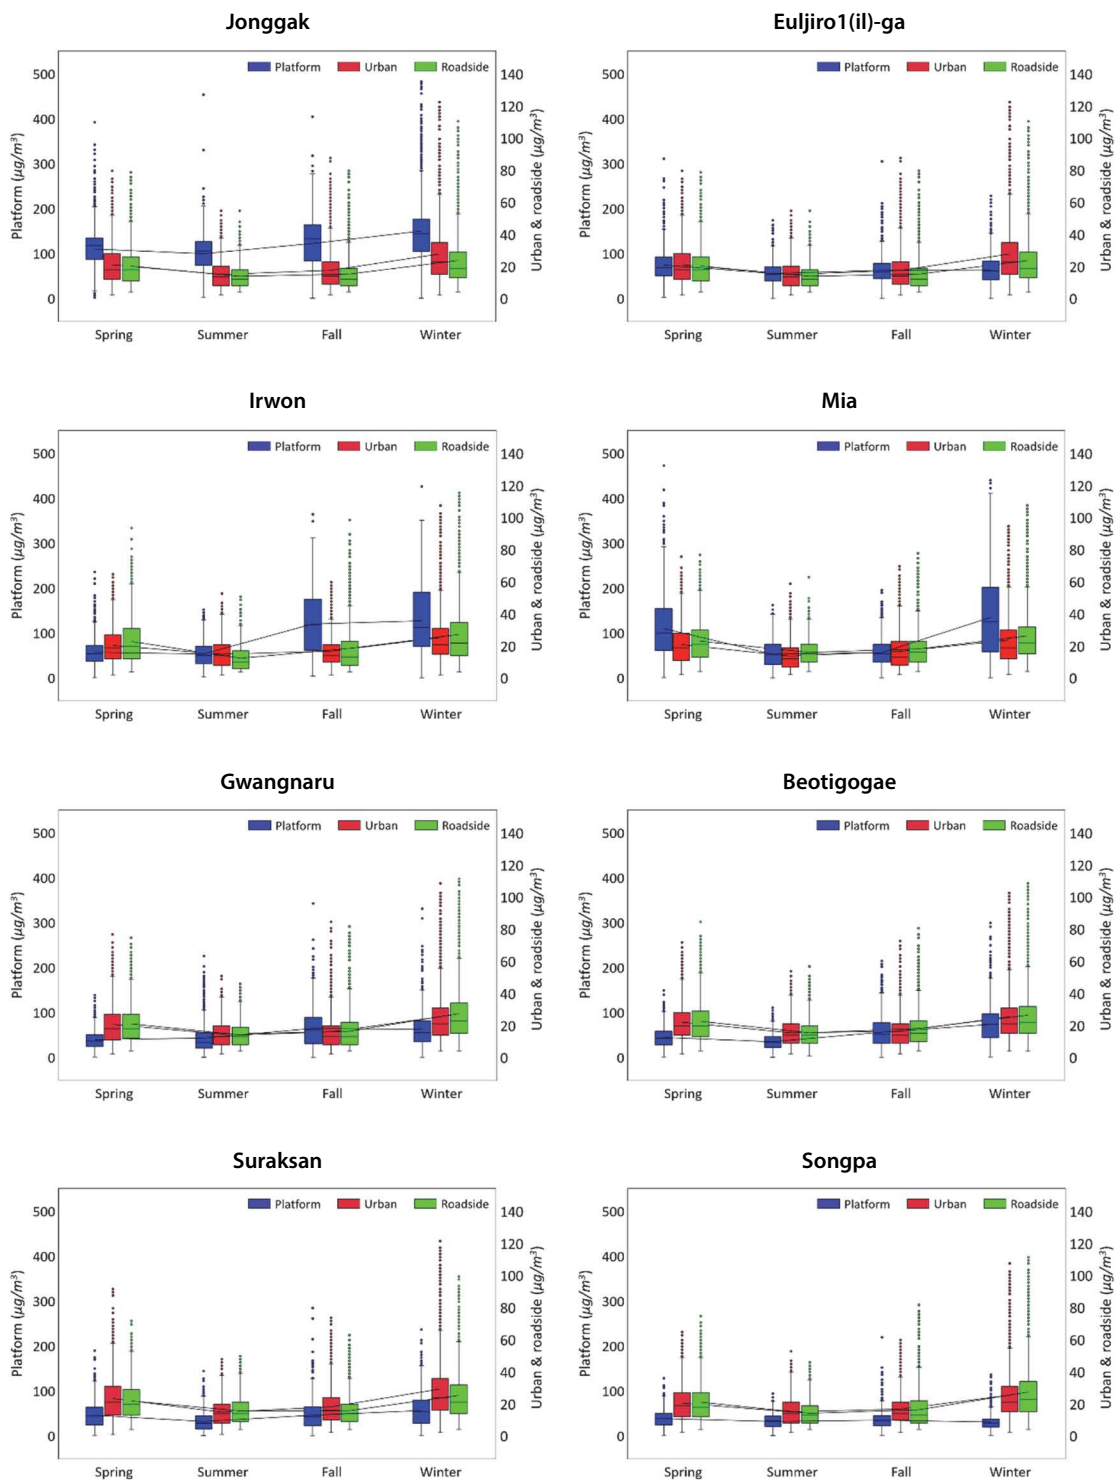 Jonggak
Platform Urban Roadside
500
400
300
200
100
0
Platform (μg/m³)
140
120
100
80
60
40
20
0
Urban & roadside (μg/m³)
Spring Summer Fall Winter
Euljiro1(il)-ga
Platform Urban Roadside
500
400
300
200
100
0
Platform (μg/m³)
140
120
100
80
60
40
20
0
Urban & roadside (μg/m³)
Spring Summer Fall Winter
Irwon
Platform Urban Roadside
500
400
300
200
100
0
Platform (μg/m³)
140
120
100
80
60
40
20
0
Urban & roadside (μg/m³)
Spring Summer Fall Winter
Mia
Platform Urban Roadside
500
400
300
200
100
0
Platform (μg/m³)
140
120
100
80
60
40
20
0
Urban & roadside (μg/m³)
Spring Summer Fall Winter
Gwangnaru
Platform Urban Roadside
500
400
300
200
100
0
Platform (μg/m³)
140
120
100
80
60
40
20
0
Urban & roadside (μg/m³)
Spring Summer Fall Winter
Beotigogae
Platform Urban Roadside
500
400
300
200
100
0
Platform (μg/m³)
140
120
100
80
60
40
20
0
Urban & roadside (μg/m³)
Spring Summer Fall Winter
Suraksan
Platform Urban Roadside
500
400
300
200
100
0
Platform (μg/m³)
140
120
100
80
60
40
20
0
Urban & roadside (μg/m³)
Spring Summer Fall Winter
Songpa
Platform Urban Roadside
500
400
300
200
100
0
Platform (μg/m³)
140
120
100
80
60
40
20
0
Urban & roadside (μg/m³)
Spring Summer Fall Winter